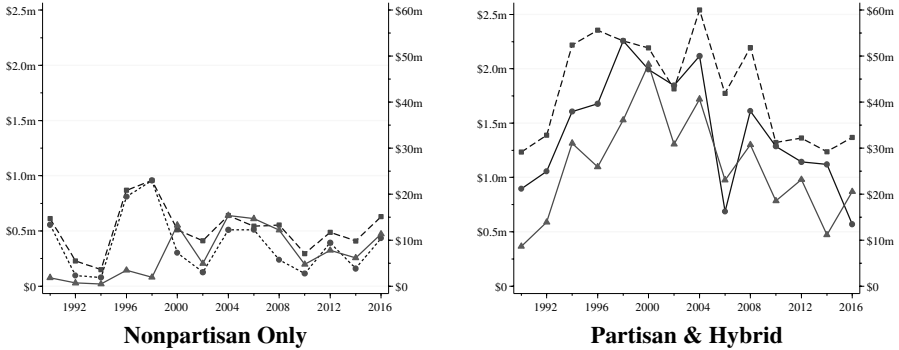 $2.5m
$2.0m
$1.5m
$1.0m
$0.5m
$0
$60m
$50m
$40m
$30m
$20m
$10m
$0
1992 1996 2000 2004 2008 2012 2016
Nonpartisan Only
$2.5m
$2.0m
$1.5m
$1.0m
$0.5m
$0
$60m
$50m
$40m
$30m
$20m
$10m
$0
1992 1996 2000 2004 2008 2012 2016
Partisan & Hybrid